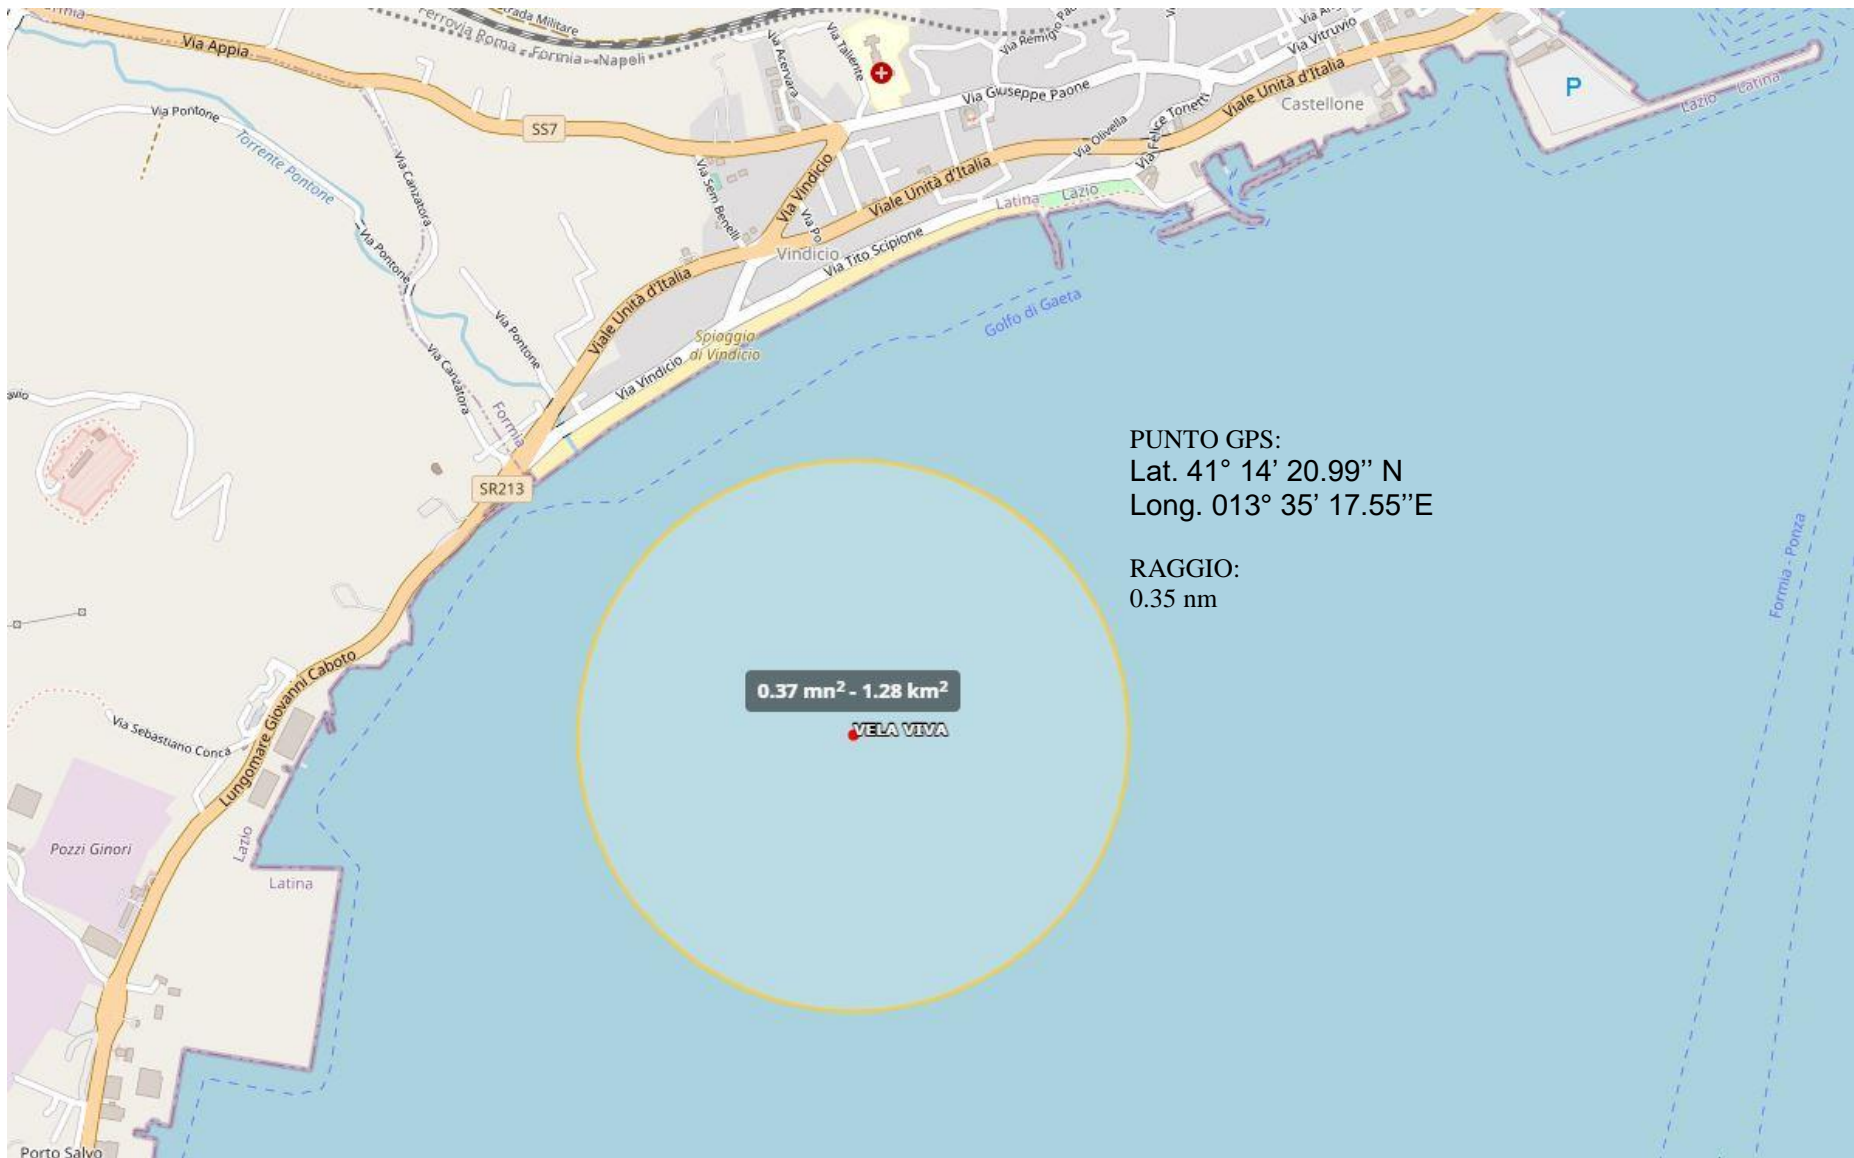 Via Appia
Ferrovia Roma - Formia - Napoli
Strada Militare
Via Acervara
Via Talierite
Via Vitruvio
Via Giuseppe Paone
Viale Unità d'Italia
Castellone
P
Lazio
Latina
Via Pontone
SS7
Torrente Pontone
Via Canzatora
Via Sem Benelli
Via Vindicio
Viale Unità d'Italia
Via Olivella
Via Felice Tonetti
Latina
Lazio
Via Po
Vindicio
Via Tito Scipione
Via Pontone
Viale Unità d'Italia
Golfo di Gaeta
Via Pontone
Spiaggia
di Vindicio
Via Vindicio
Via Canzatora
Formia
SR213
PUNTO GPS:
Lat. 41° 14’ 20.99’’ N
Long. 013° 35’ 17.55’’E
RAGGIO:
0.35 nm
Formia - Ponza
0.37 mn² - 1.28 km²
VELA VIVA
Lungomare Giovanni Caboto
Via Sebastiano Conca
Pozzi Ginori
Lazio
Latina
Porto Salvo